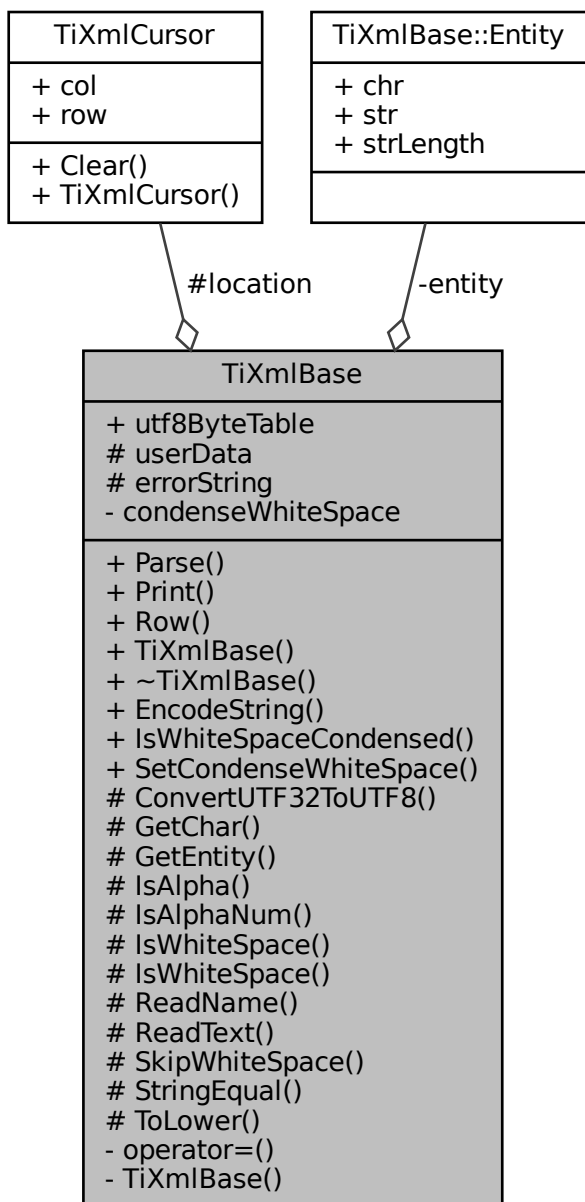 TiXmlCursor
+ col
+ row
+ Clear()
+ TiXmlCursor()
TiXmlBase::Entity
+ chr
+ str
+ strLength
#location
-entity
TiXmlBase
+ utf8ByteTable
# userData
# errorString
- condenseWhiteSpace
+ Parse()
+ Print()
+ Row()
+ TiXmlBase()
+ ~TiXmlBase()
+ EncodeString()
+ IsWhiteSpaceCondensed()
+ SetCondenseWhiteSpace()
# ConvertUTF32ToUTF8()
# GetChar()
# GetEntity()
# IsAlpha()
# IsAlphaNum()
# IsWhiteSpace()
# IsWhiteSpace()
# ReadName()
# ReadText()
# SkipWhiteSpace()
# StringEqual()
# ToLower()
- operator=()
- TiXmlBase()